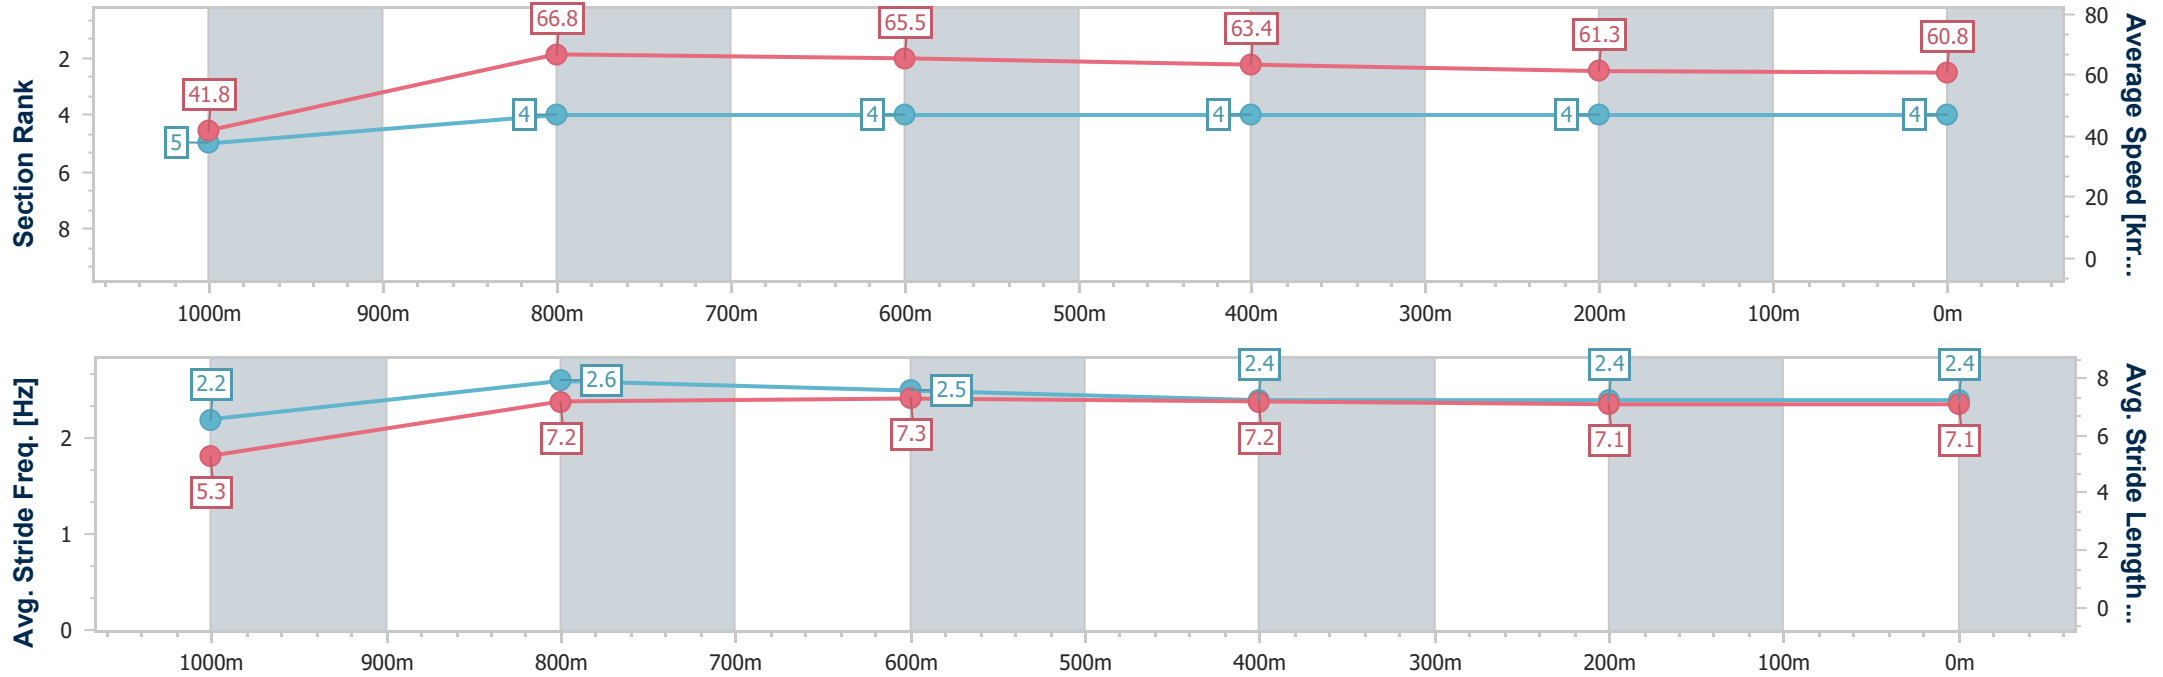 Section Rank
2
4
6
8
41.8
66.8
65.5
63.4
61.3
60.8
5
4
4
4
4
4
80
60
40
20
0
Average Speed [km...
1000m
900m
800m
700m
600m
500m
400m
300m
200m
100m
0m
Avg. Stride Freq. [Hz]
2
1
0
2.2
2.6
2.5
2.4
2.4
2.4
5.3
7.2
7.3
7.2
7.1
7.1
8
6
4
2
0
Avg. Stride Length...
1000m
900m
800m
700m
600m
500m
400m
300m
200m
100m
0m